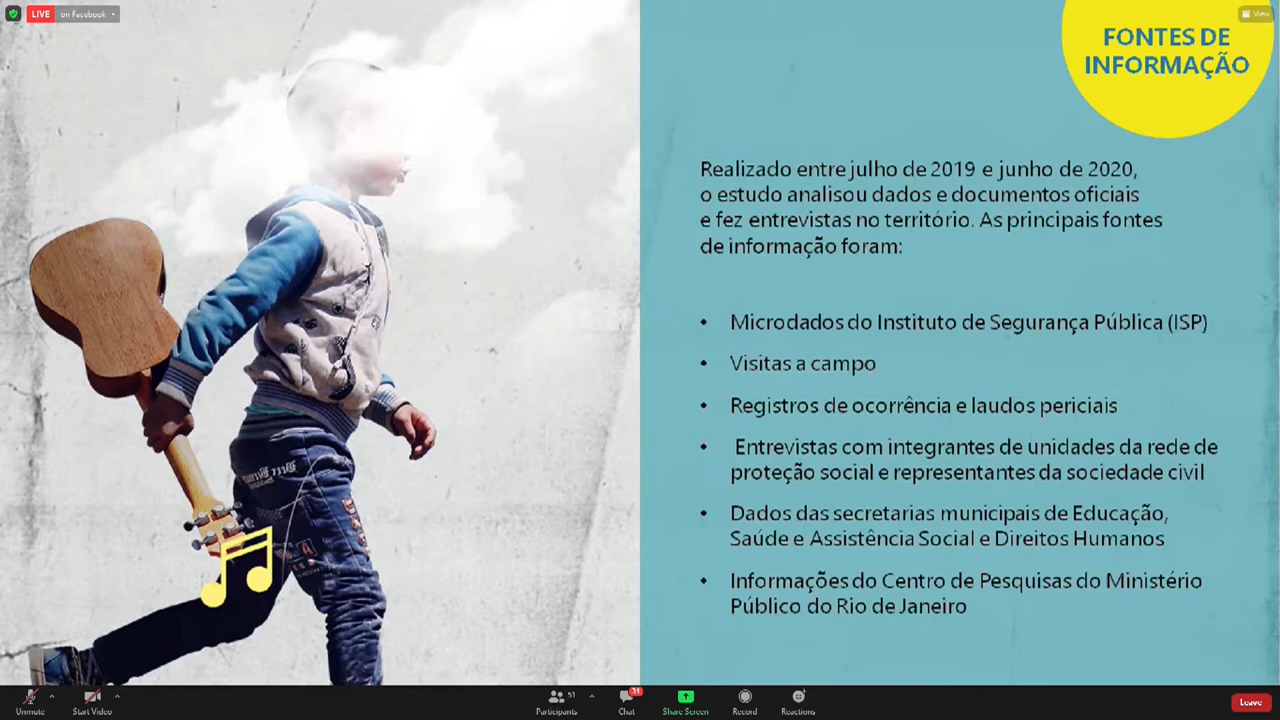 LIVE on Facebook
View
FONTES DE
INFORMAÇÃO
Realizado entre julho de 2019 e junho de 2020,
o estudo analisou dados e documentos oficiais
e fez entrevistas no território. As principais fontes
de informação foram:
• Microdados do Instituto de Segurança Pública (ISP)
• Visitas a campo
• Registros de ocorrência e laudos periciais
• Entrevistas com integrantes de unidades da rede de
proteção social e representantes da sociedade civil
• Dados das secretarias municipais de Educação,
Saúde e Assistência Social e Direitos Humanos
• Informações do Centro de Pesquisas do Ministério
Público do Rio de Janeiro
Unmute
Start Video
51
Participants
Chat
Share Screen
Record
Reactions
Leave